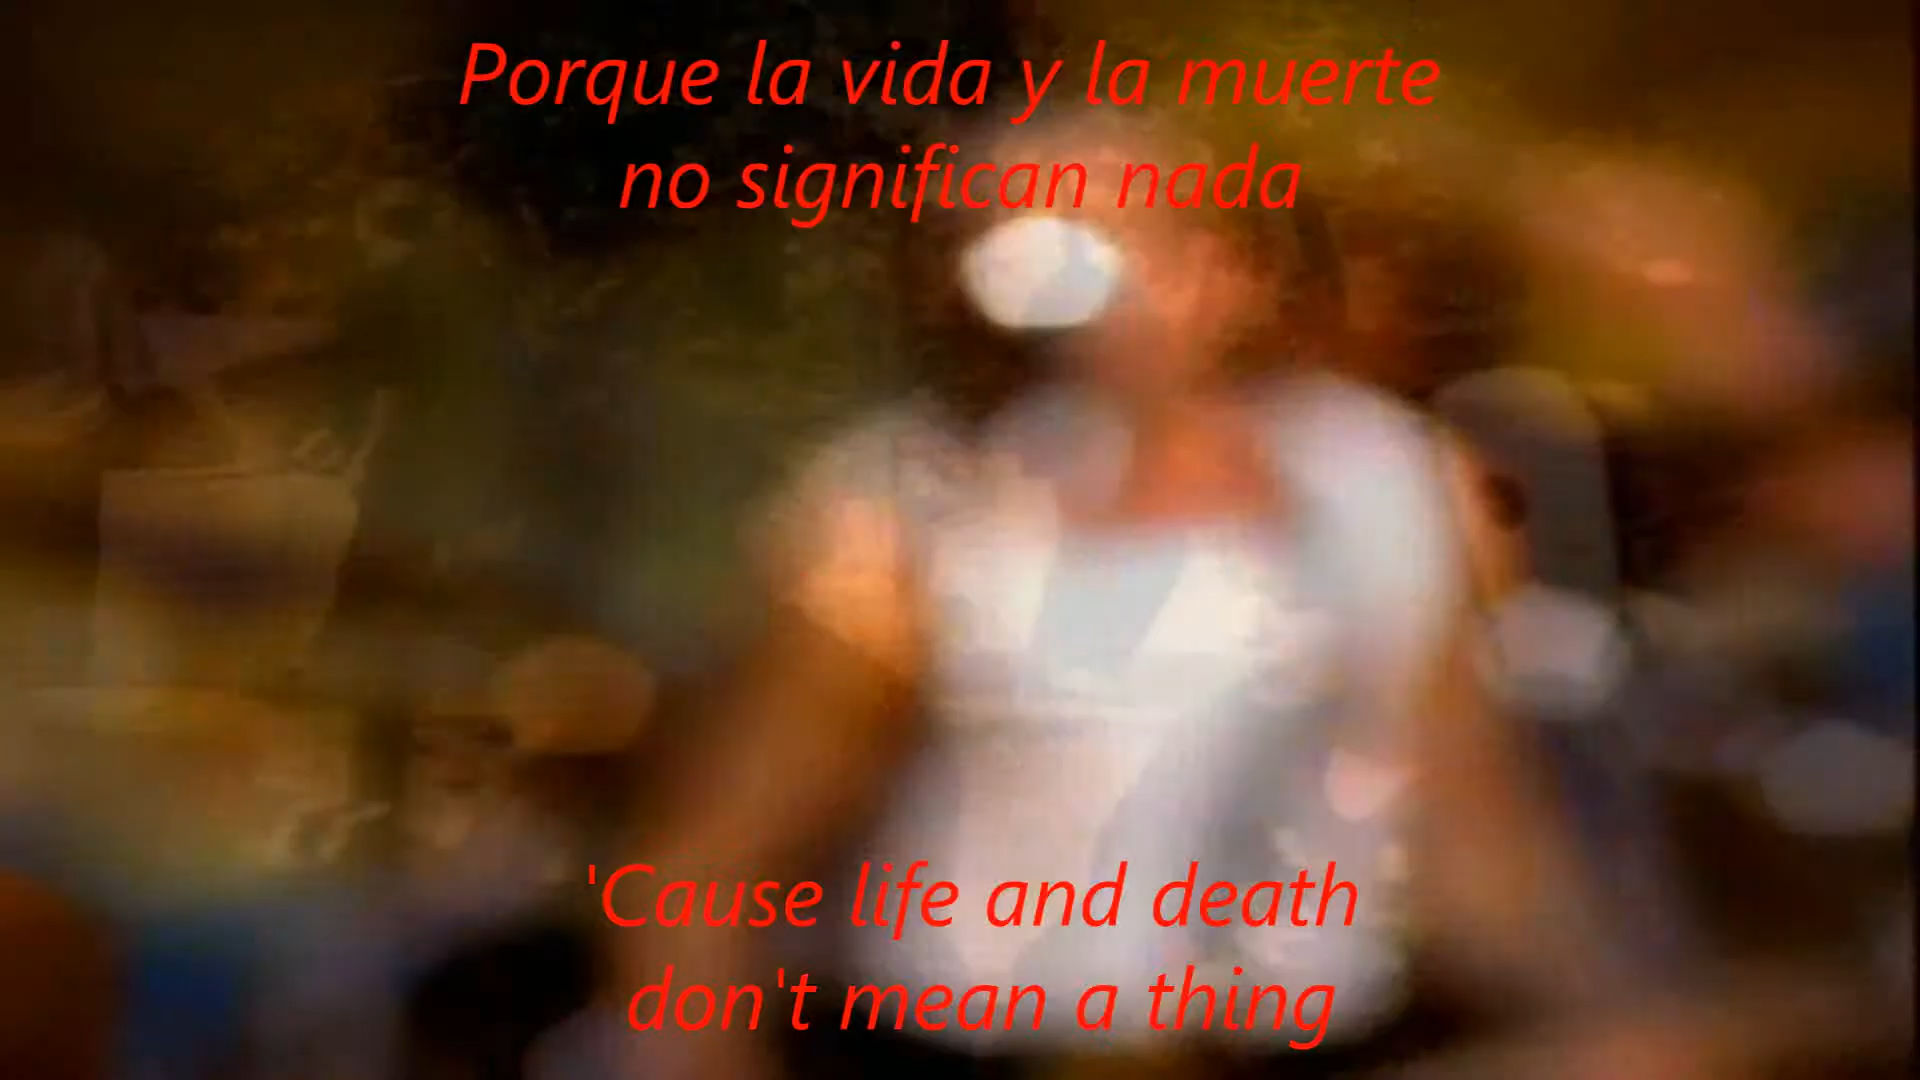 Porque la vida y la muerte
no significan nada
'Cause life and death
don't mean a thing